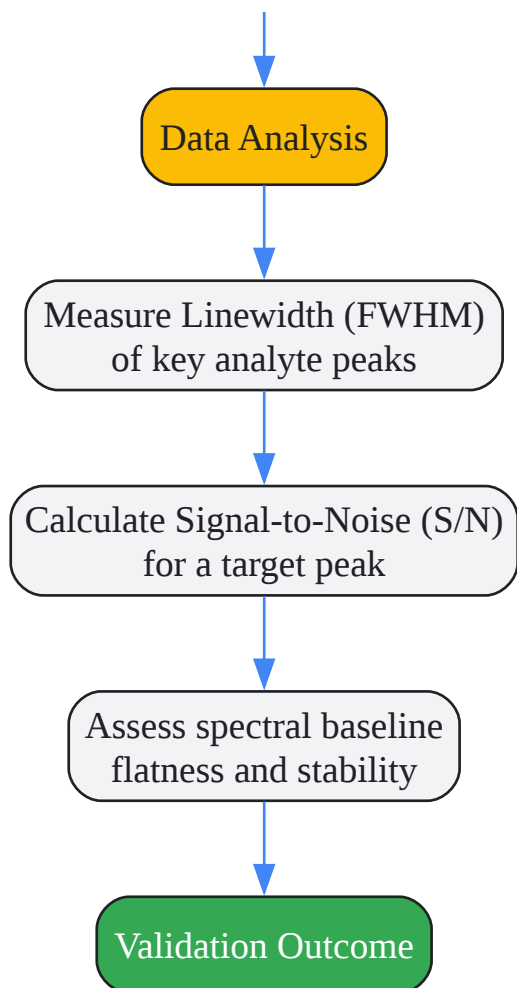 Data Analysis
Measure Linewidth (FWHM)
of key analyte peaks
Calculate Signal-to-Noise (S/N)
for a target peak
Assess spectral baseline
flatness and stability
Validation Outcome